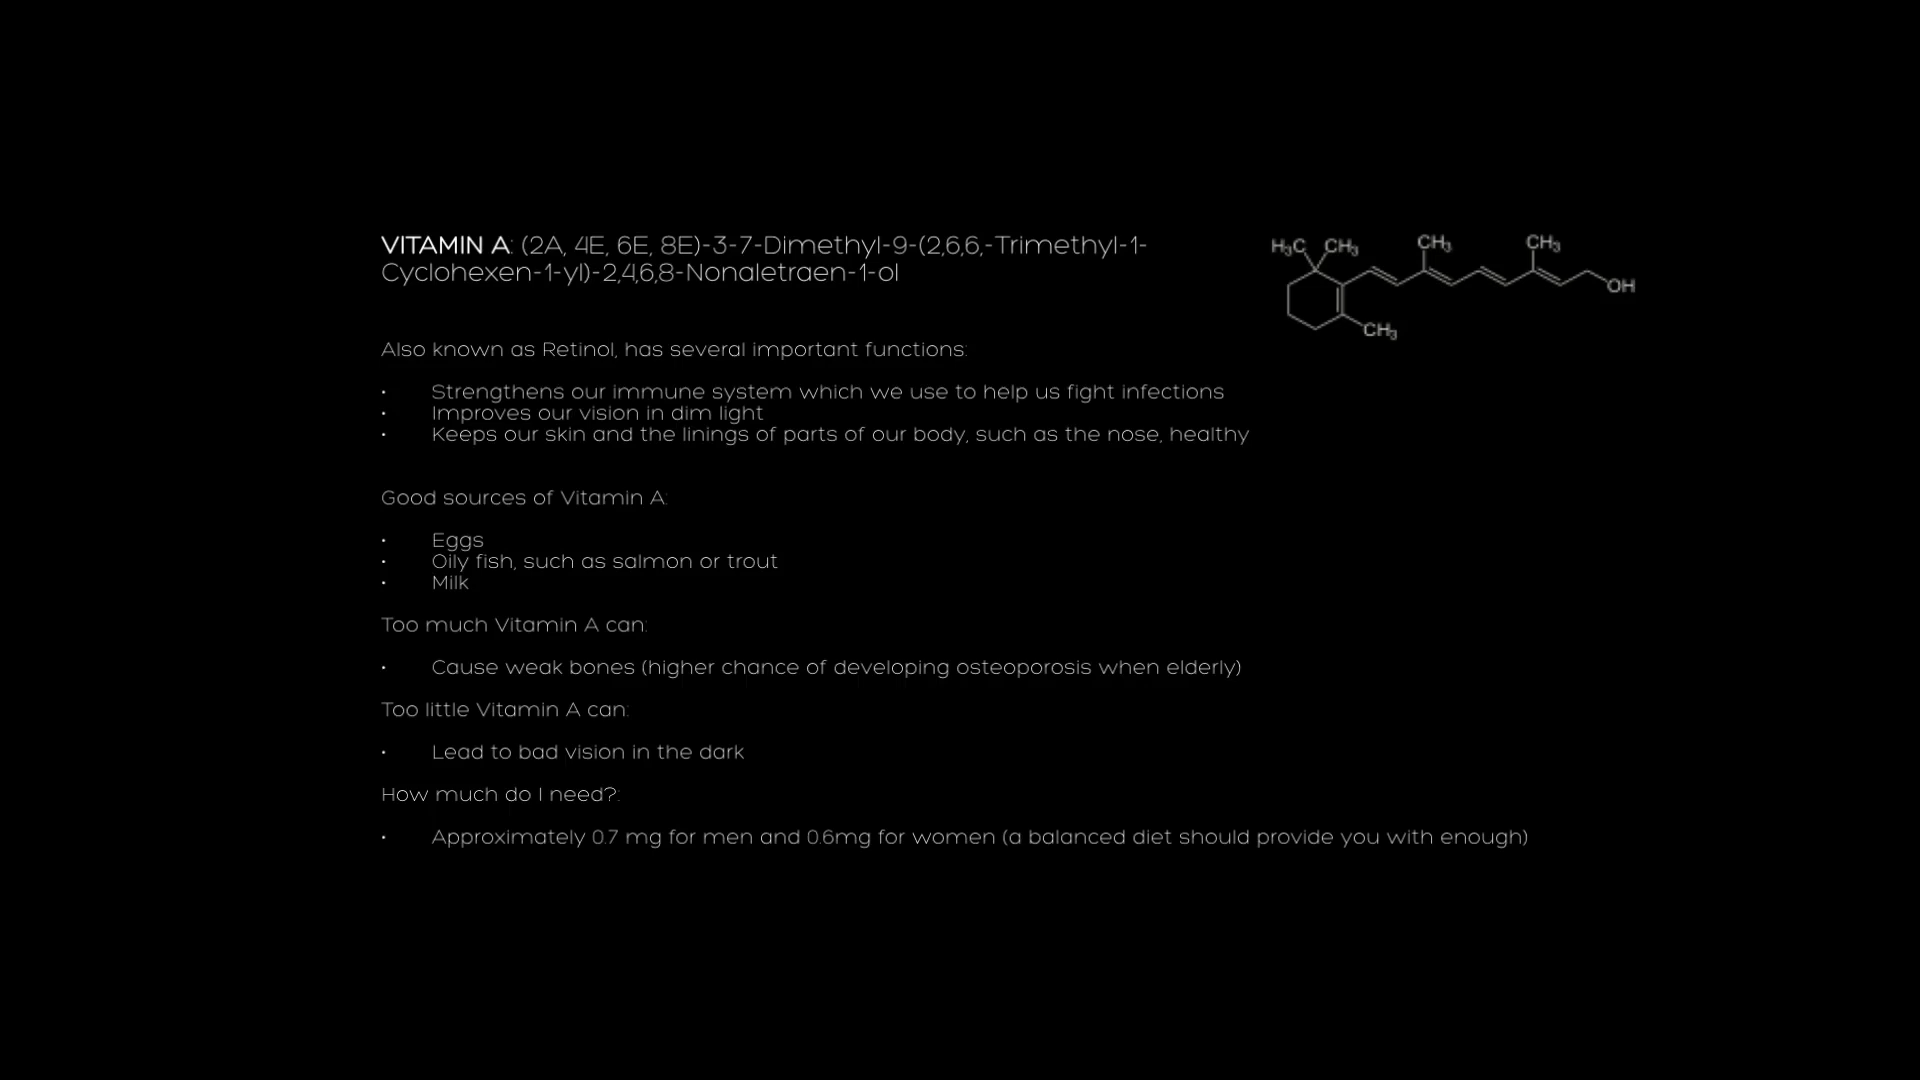 VITAMIN A: (2A, 4E, 6E, 8E)-3-7-Dimethyl-9-(2,6,6,-Trimethyl-1-
Cyclohexen-1-yl)-2,4,6,8-Nonaletraen-1-ol
H₃C CH₃ CH₃ CH₃
OH
CH₃
Also known as Retinol, has several important functions:
• Strengthens our immune system which we use to help us fight infections
• Improves our vision in dim light
• Keeps our skin and the linings of parts of our body, such as the nose, healthy
Good sources of Vitamin A:
• Eggs
• Oily fish, such as salmon or trout
• Milk
Too much Vitamin A can:
• Cause weak bones (higher chance of developing osteoporosis when elderly)
Too little Vitamin A can:
• Lead to bad vision in the dark
How much do I need?:
• Approximately 0.7 mg for men and 0.6mg for women (a balanced diet should provide you with enough)